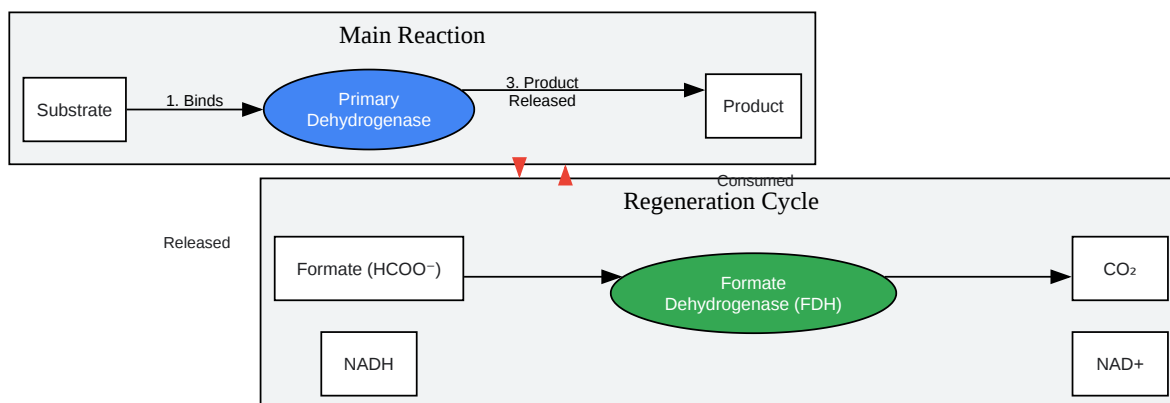 Main Reaction
Substrate
1. Binds
Primary
Dehydrogenase
3. Product
Released
Product
Consumed
Regeneration Cycle
Released
Formate (HCOO⁻)
Formate
Dehydrogenase (FDH)
CO₂
NADH
NAD+